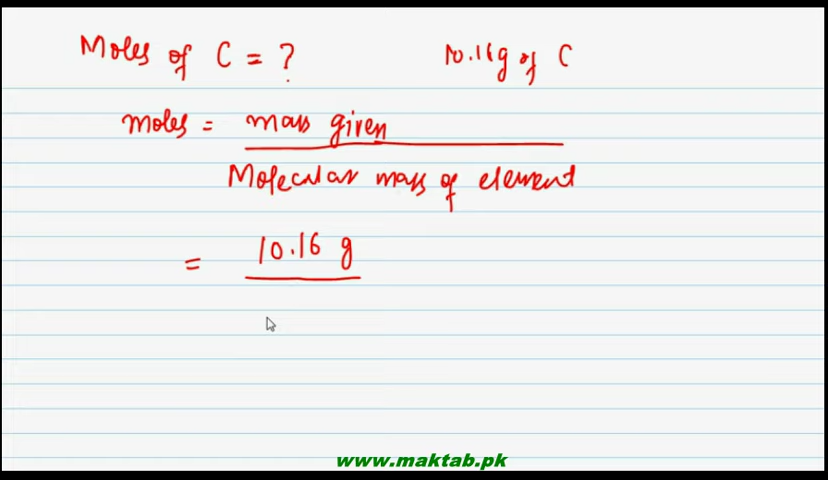 Moles of C = ? 10.16g of C
moles = mass given
Molecular mass of element
= 10.16 g
www.maktab.pk